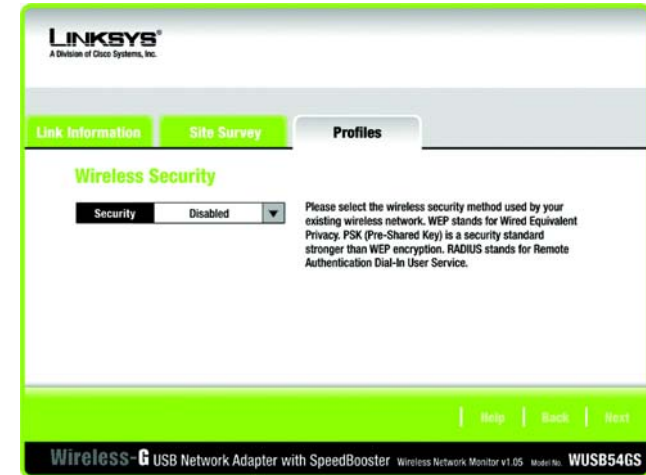 LINKSYS®
A Division of Cisco Systems, Inc.
Link Information
Site Survey
Profiles
Wireless Security
Security
Disabled
Please select the wireless security method used by your
existing wireless network. WEP stands for Wired Equivalent
Privacy. PSK (Pre-Shared Key) is a security standard
stronger than WEP encryption. RADIUS stands for Remote
Authentication Dial-In User Service.
Help
Back
Next
Wireless-G USB Network Adapter with SpeedBooster Wireless Network Monitor v1.05 Model No. WUSB54GS